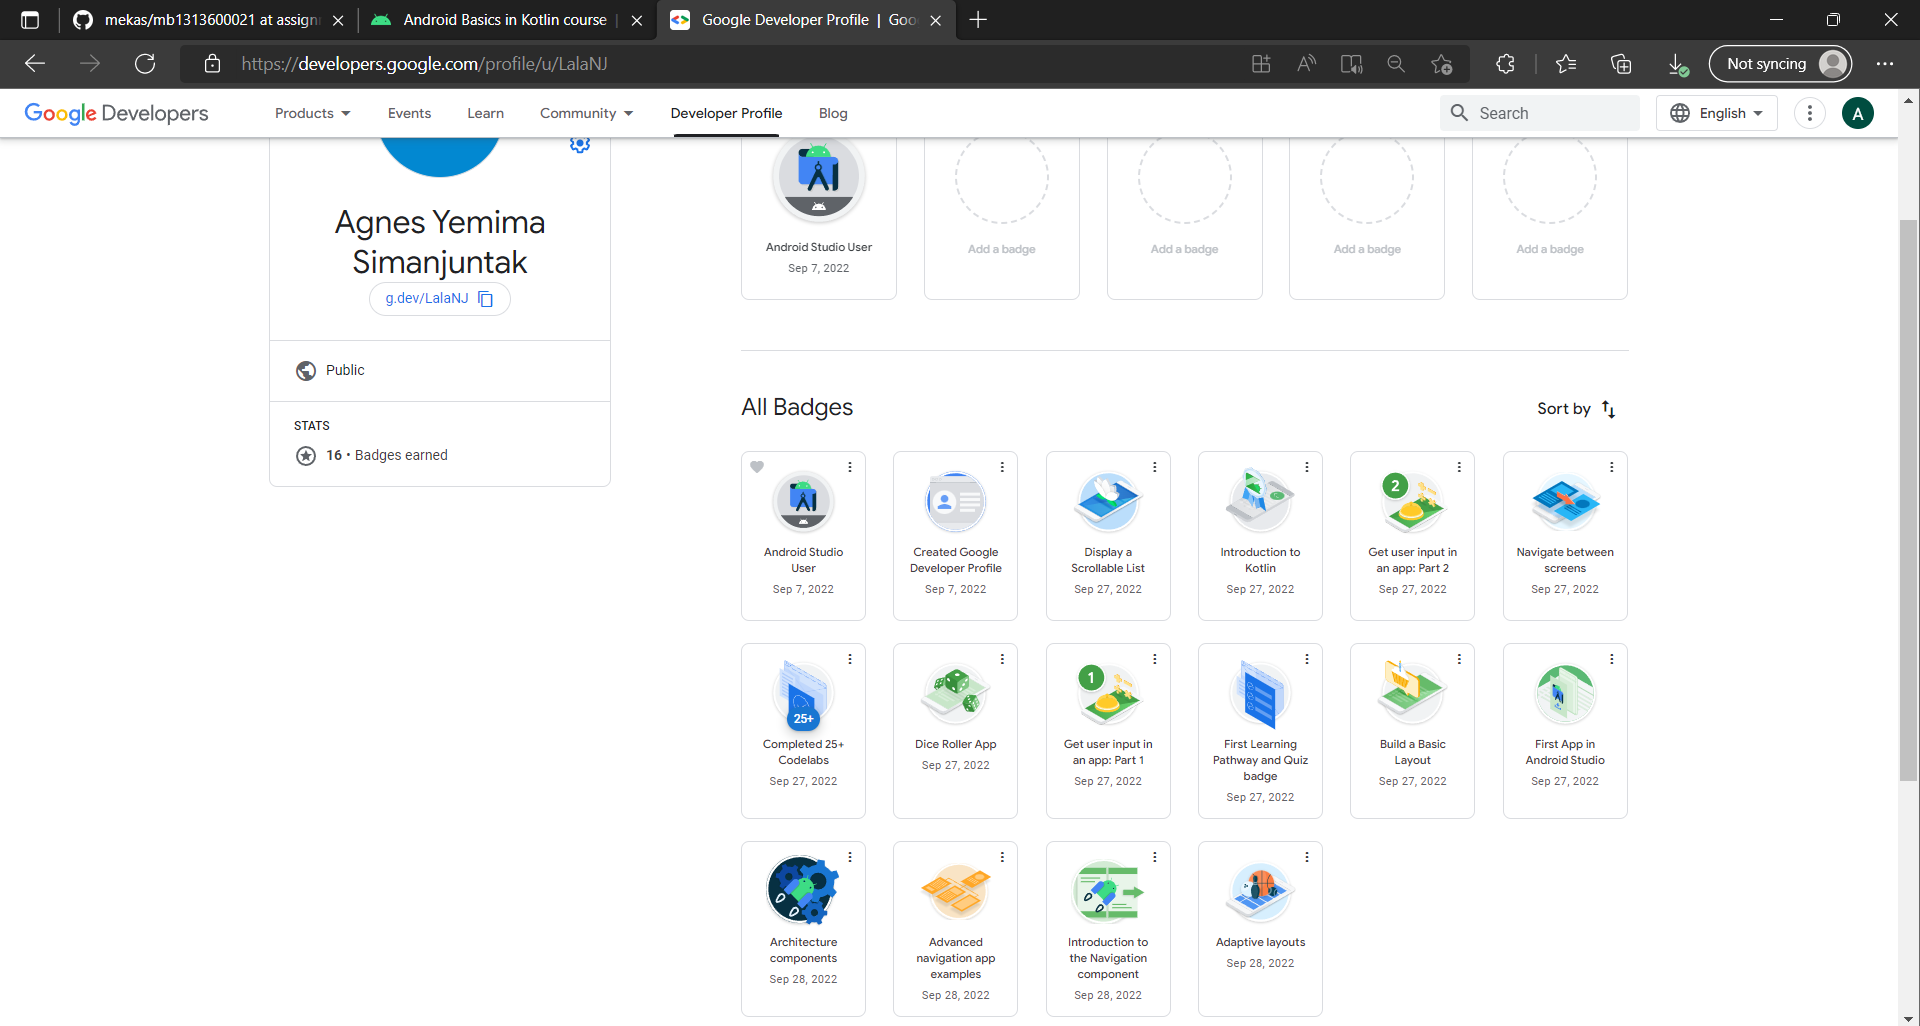 mekas/mb1313600021 at assignm
Android Basics in Kotlin course
Google Developer Profile | Goo
https://developers.google.com/profile/u/LalaNJ
Not syncing
Google Developers
Products
Events
Learn
Community
Developer Profile
Blog
Search
English
A
Agnes Yemima
Simanjuntak
g.dev/LalaNJ
Public
STATS
16 • Badges earned
Android Studio User
Sep 7, 2022
Add a badge
Add a badge
Add a badge
Add a badge
All Badges
Sort by
Android Studio
User
Sep 7, 2022
Created Google
Developer Profile
Sep 7, 2022
Display a
Scrollable List
Sep 27, 2022
Introduction to
Kotlin
Sep 27, 2022
2
Get user input in
an app: Part 2
Sep 27, 2022
Navigate between
screens
Sep 27, 2022
25+
Completed 25+
Codelabs
Sep 27, 2022
Dice Roller App
Sep 27, 2022
1
Get user input in
an app: Part 1
Sep 27, 2022
First Learning
Pathway and Quiz
badge
Sep 27, 2022
Build a Basic
Layout
Sep 27, 2022
First App in
Android Studio
Sep 27, 2022
Architecture
components
Sep 28, 2022
Advanced
navigation app
examples
Sep 28, 2022
Introduction to
the Navigation
component
Sep 28, 2022
Adaptive layouts
Sep 28, 2022